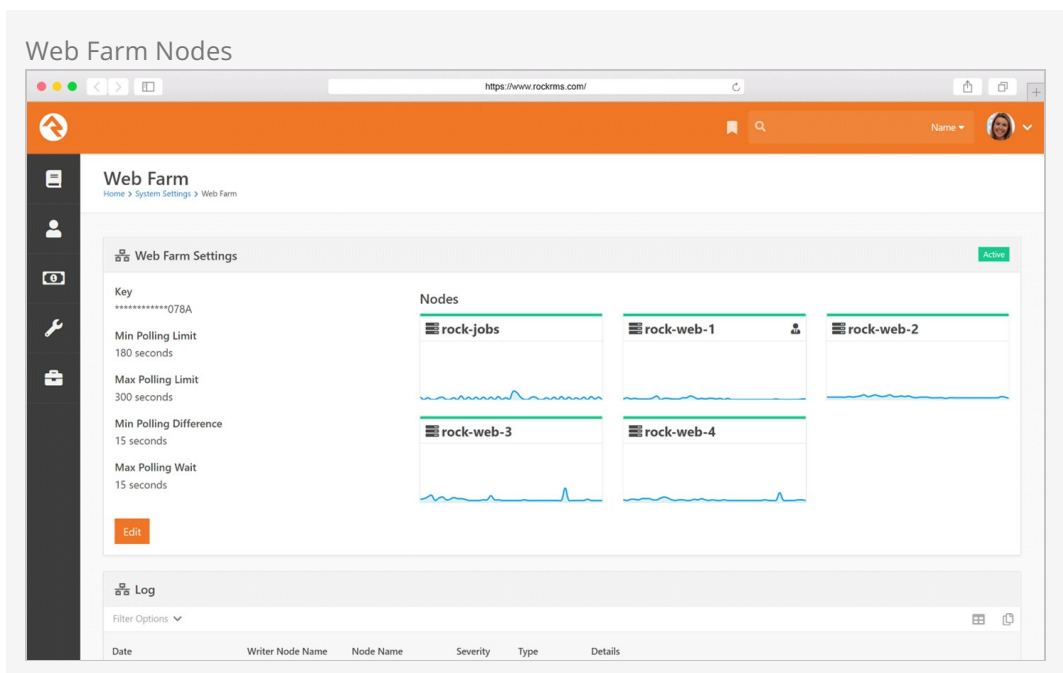 Web Farm Nodes
https://www.rockrms.com/
Name
Web Farm
Home > System Settings > Web Farm
Web Farm Settings
Active
Key
************078A
Min Polling Limit
180 seconds
Max Polling Limit
300 seconds
Min Polling Difference
15 seconds
Max Polling Wait
15 seconds
Edit
Nodes
rock-jobs
rock-web-1
rock-web-2
rock-web-3
rock-web-4
Log
Filter Options
Date Writer Node Name Node Name Severity Type Details